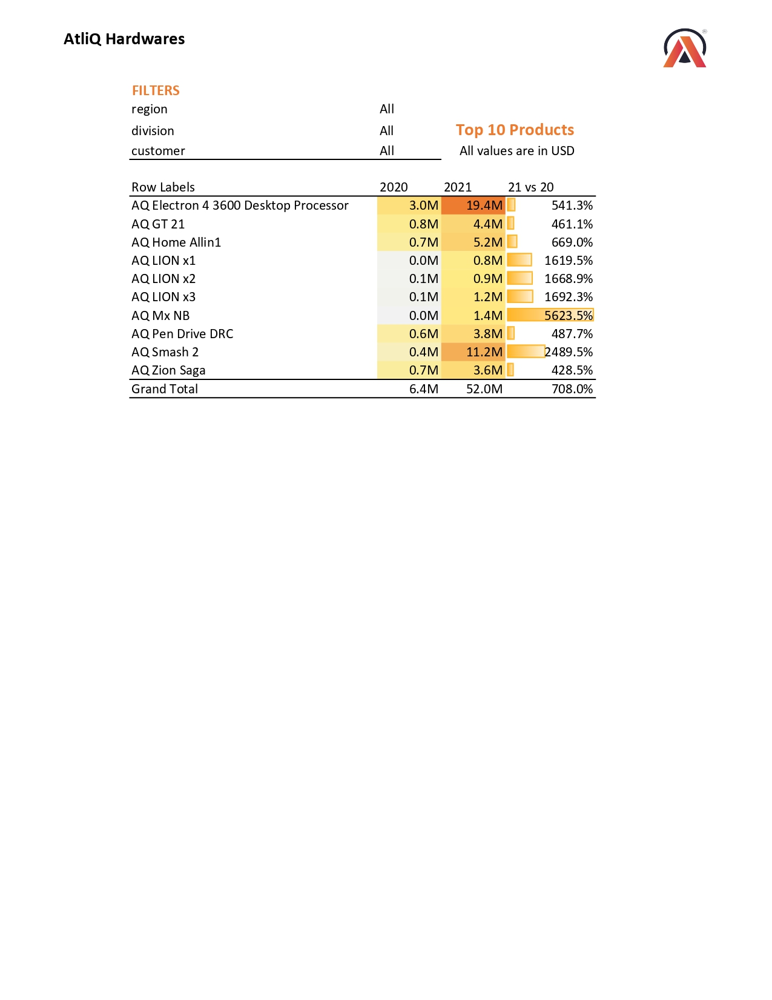 AtliQ Hardwares
®
FILTERS
region All
division All Top 10 Products
customer All All values are in USD
Row Labels 2020 2021 21 vs 20
AQ Electron 4 3600 Desktop Processor 3.0M 19.4M 541.3%
AQ GT 21 0.8M 4.4M 461.1%
AQ Home Allin1 0.7M 5.2M 669.0%
AQ LION x1 0.0M 0.8M 1619.5%
AQ LION x2 0.1M 0.9M 1668.9%
AQ LION x3 0.1M 1.2M 1692.3%
AQ Mx NB 0.0M 1.4M 5623.5%
AQ Pen Drive DRC 0.6M 3.8M 487.7%
AQ Smash 2 0.4M 11.2M 2489.5%
AQ Zion Saga 0.7M 3.6M 428.5%
Grand Total 6.4M 52.0M 708.0%